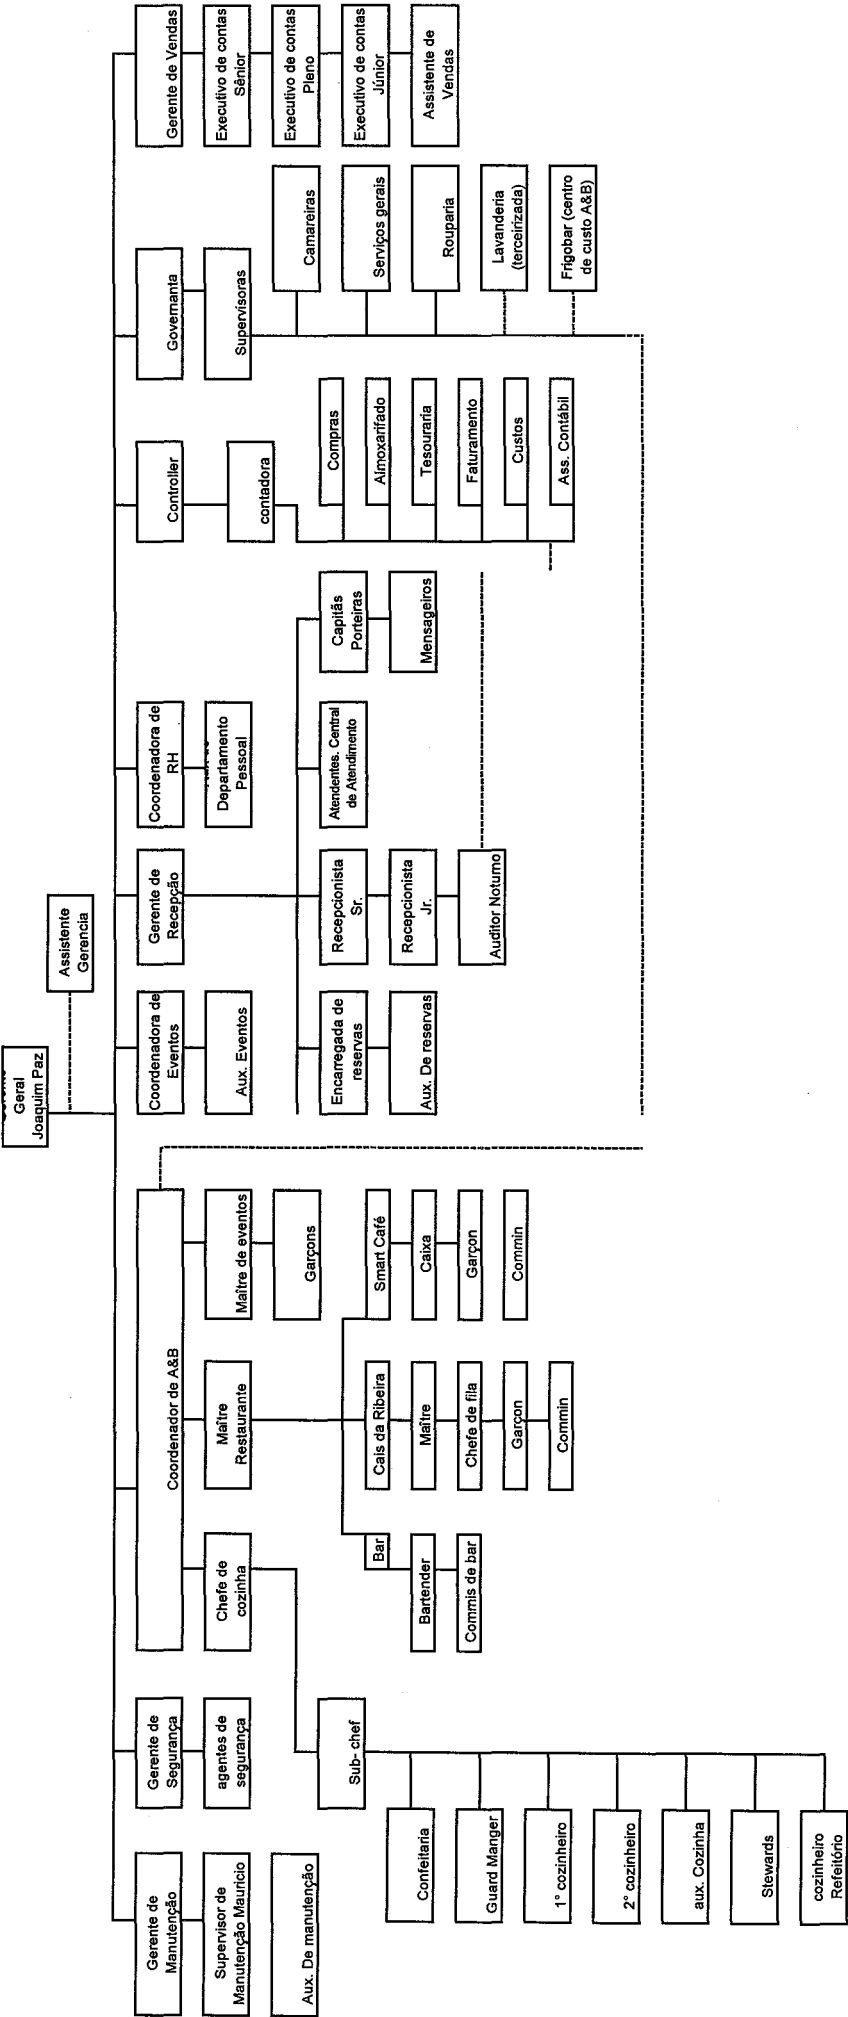 Geral
Joaquim Paz
Assistente
Gerencia
Gerente de
Manutenção
Supervisor de
Manutenção Mauricio
Aux. De manutenção
Gerente de
Segurança
agentes de
segurança
Coordenador de A&B
Chefe de
cozinha
Sub- chef
Confeitaria
Guard Manger
1° cozinheiro
2° cozinheiro
aux. Cozinha
Stewards
cozinheiro
Refeitório
Maître
Restaurante
Bar
Bartender
Commis de bar
Cais da Ribeira
Maître
Chefe de fila
Garçon
Commin
Smart Café
Caixa
Garçon
Commin
Maître de eventos
Garçons
Coordenadora de
Eventos
Aux. Eventos
Gerente de
Recepção
Encarregada de
reservas
Aux. De reservas
Recepcionista
Sr.
Recepcionista
Jr.
Auditor Noturno
Atendentes. Central
de Atendimento
Capitãs
Porteiras
Mensageiros
Coordenadora de
RH
Departamento
Pessoal
Controller
contadora
Compras
Almoxarifado
Tesouraria
Faturamento
Custos
Ass. Contábil
Governanta
Supervisoras
Camareiras
Serviços gerais
Rouparia
Lavanderia
(terceirizada)
Frigobar (centro
de custo A&B)
Gerente de Vendas
Executivo de contas
Sênior
Executivo de contas
Pleno
Executivo de contas
Júnior
Assistente de
Vendas